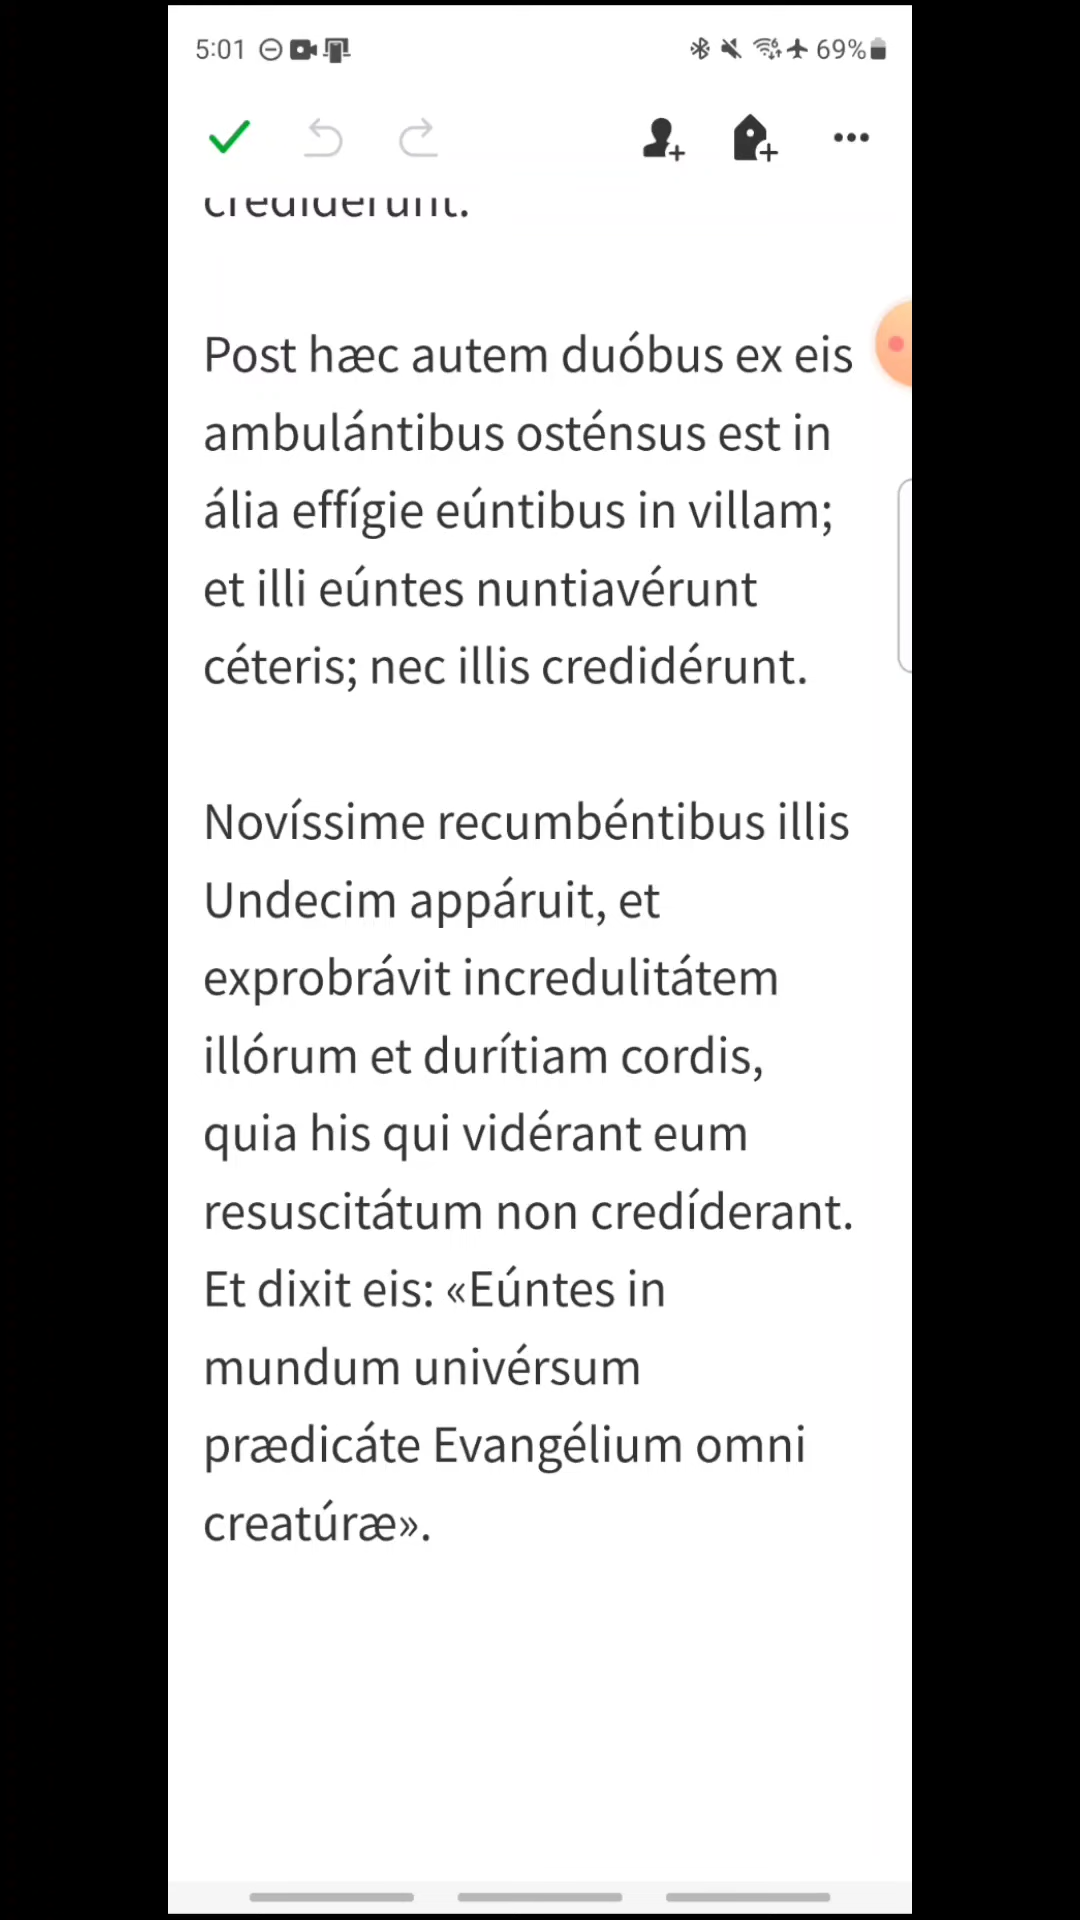 5:01
69%
crediderunt.
Post hæc autem duóbus ex eis
ambulántibus osténsus est in
ália effígie eúntibus in villam;
et illi eúntes nuntiavérunt
céteris; nec illis credidérunt.
Novíssime recumbéntibus illis
Undecim appáruit, et
exprobrávit incredulitátem
illórum et durítiam cordis,
quia his qui vidérant eum
resuscitátum non credíderant.
Et dixit eis: «Eúntes in
mundum univérsum
prædicáte Evangélium omni
creatúræ».